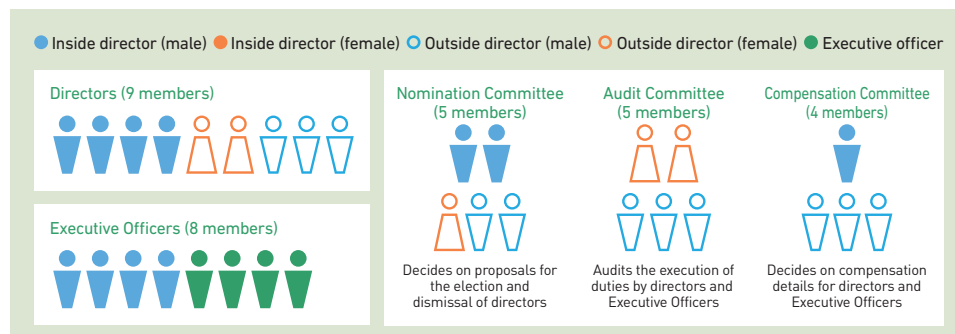 Inside director (male) Inside director (female) Outside director (male) Outside director (female) Executive officer
Directors (9 members)
Executive Officers (8 members)
Nomination Committee
(5 members)
Decides on proposals for
the election and
dismissal of directors
Audit Committee
(5 members)
Audits the execution of
duties by directors and
Executive Officers
Compensation Committee
(4 members)
Decides on compensation
details for directors and
Executive Officers